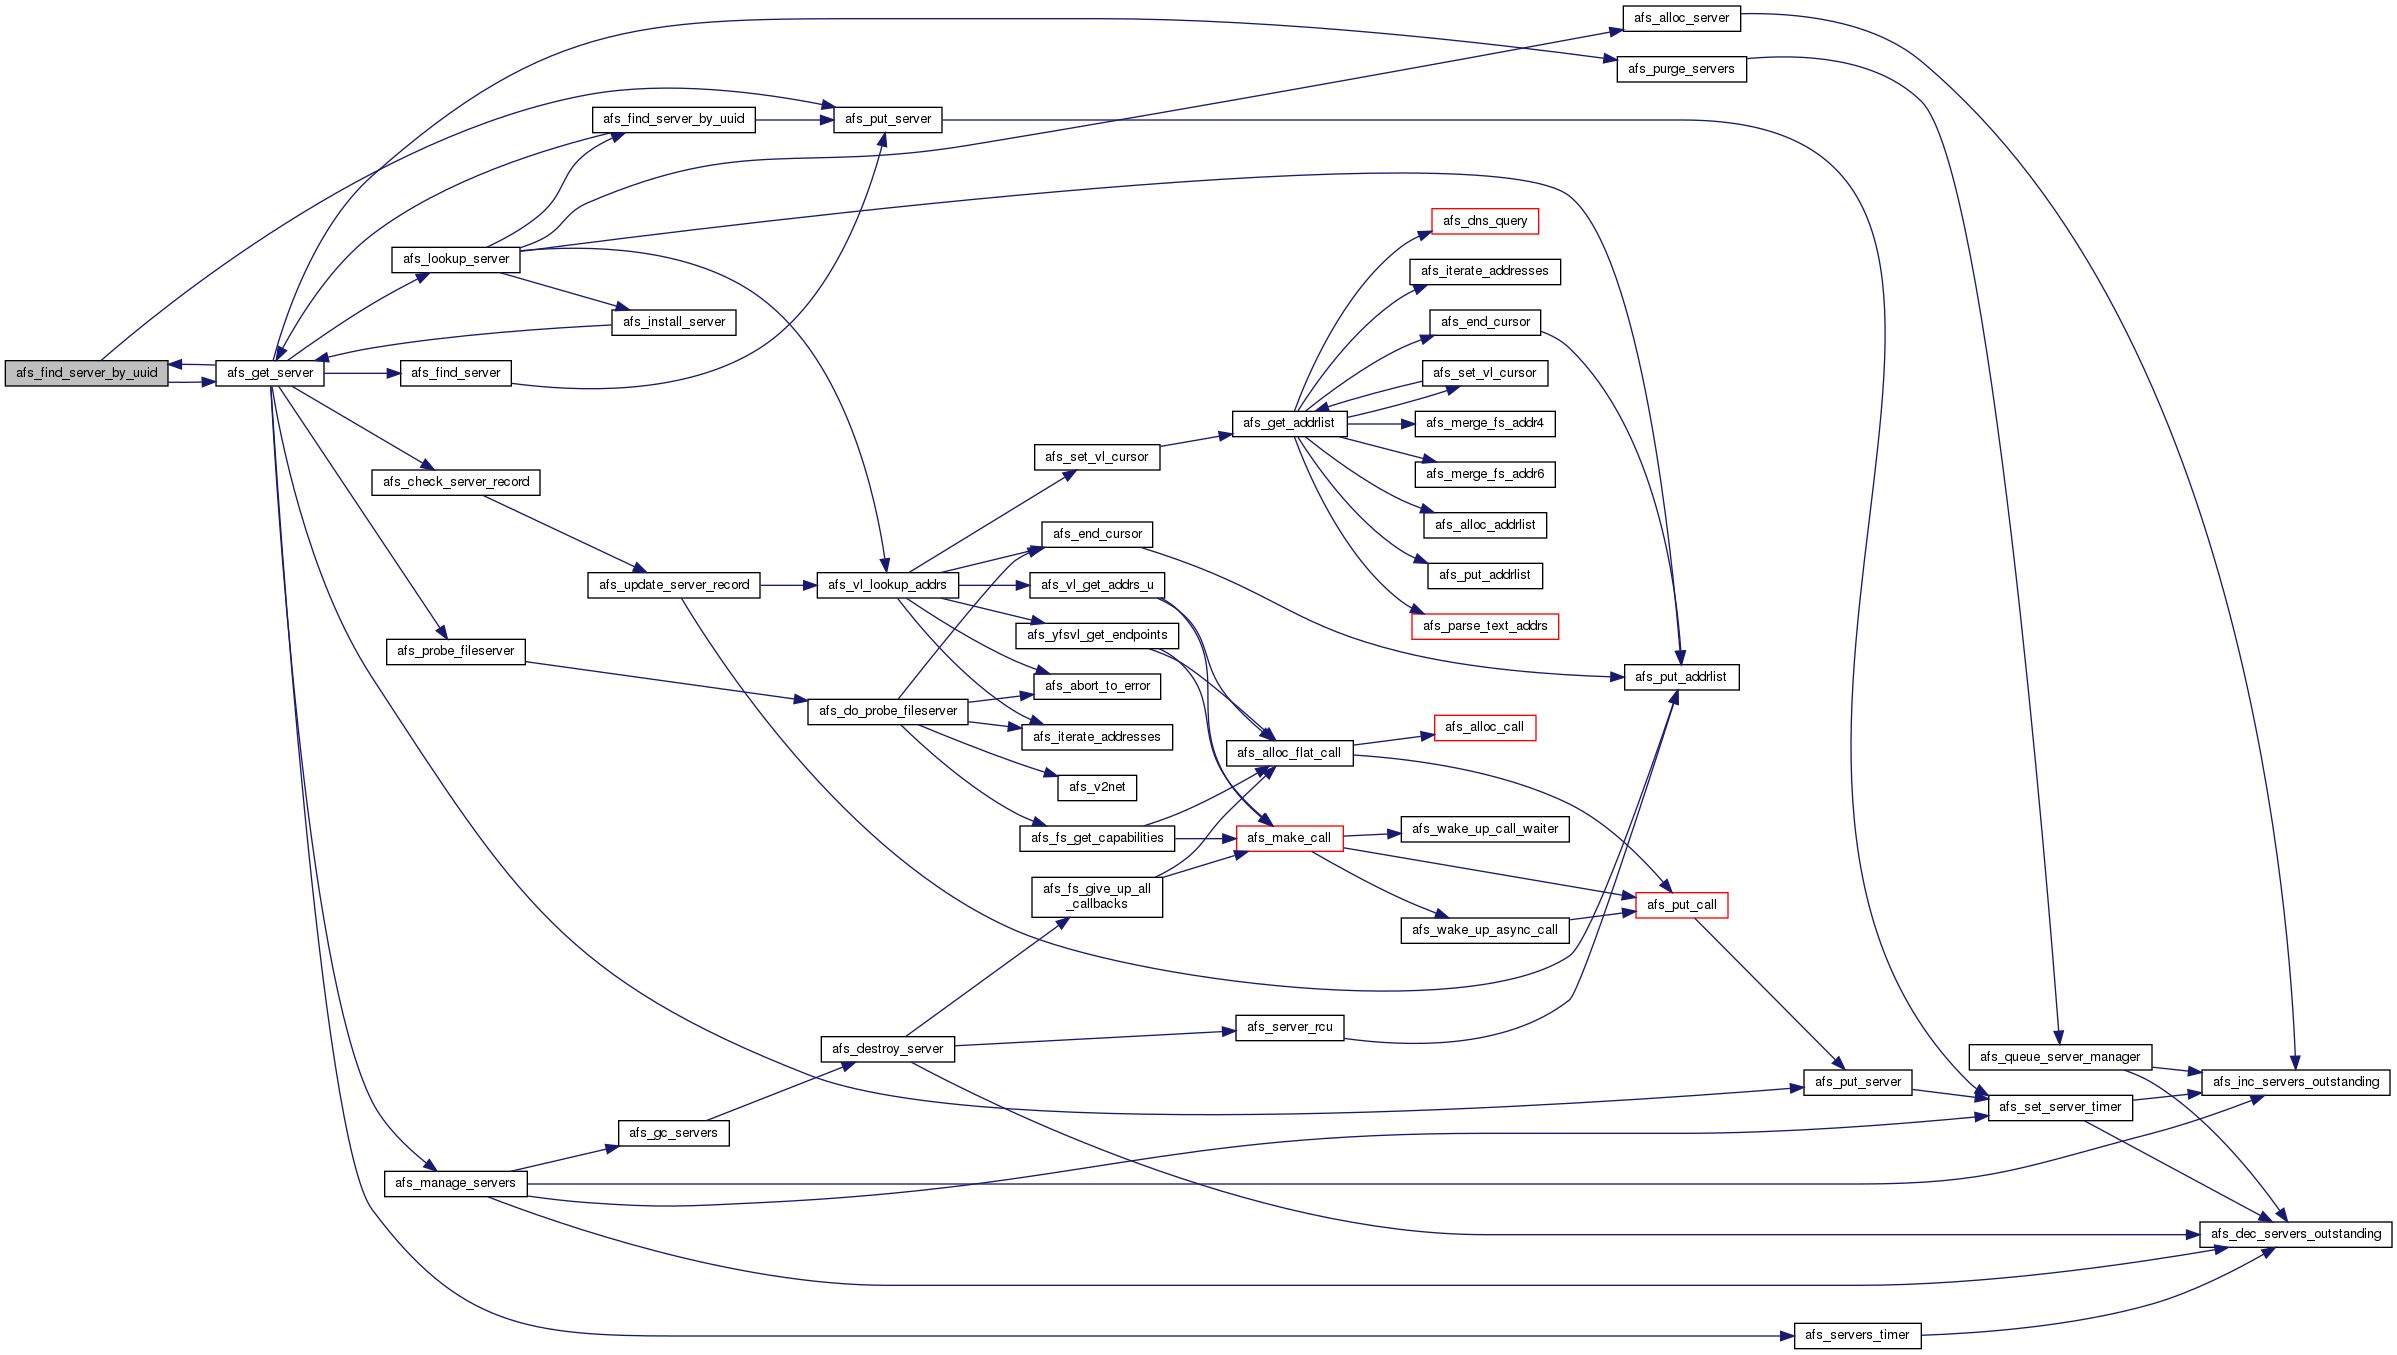 afs_alloc_server
afs_purge_servers
afs_find_server_by_uuid
afs_put_server
afs_dns_query
afs_lookup_server
afs_iterate_addresses
afs_install_server
afs_end_cursor
afs_find_server_by_uuid
afs_get_server
afs_find_server
afs_set_vl_cursor
afs_get_addrlist
afs_merge_fs_addr4
afs_set_vl_cursor
afs_merge_fs_addr6
afs_check_server_record
afs_alloc_addrlist
afs_end_cursor
afs_put_addrlist
afs_update_server_record
afs_vl_lookup_addrs
afs_vl_get_addrs_u
afs_parse_text_addrs
afs_yfsvl_get_endpoints
afs_probe_fileserver
afs_put_addrlist
afs_abort_to_error
afs_do_probe_fileserver
afs_iterate_addresses
afs_alloc_call
afs_alloc_flat_call
afs_v2net
afs_wake_up_call_waiter
afs_fs_get_capabilities
afs_make_call
afs_fs_give_up_all
_callbacks
afs_put_call
afs_wake_up_async_call
afs_server_rcu
afs_destroy_server
afs_queue_server_manager
afs_put_server
afs_inc_servers_outstanding
afs_set_server_timer
afs_gc_servers
afs_manage_servers
afs_dec_servers_outstanding
afs_servers_timer